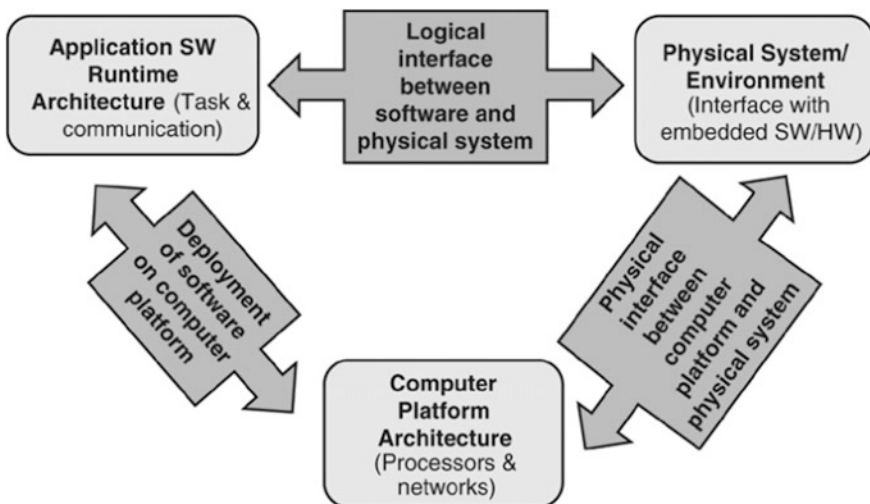 Application SW
Runtime
Architecture (Task &
communication)
Logical
interface
between
software and
physical system
Physical System/
Environment
(Interface with
embedded SW/HW)
Deployment
of software
on computer
platform
Physical
interface
between
computer
platform and
physical system
Computer
Platform
Architecture
(Processors &
networks)